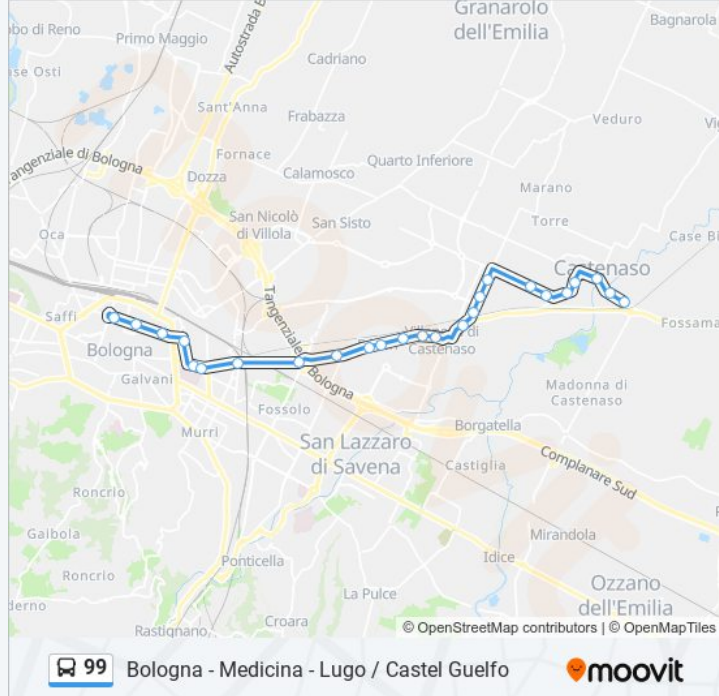 Granarolo
dell'Emilia
Bagnarola
bo di Reno
Primo Maggio
Autostrada B
Cadriano
ase Osti
Sant'Anna
Frabazza
Veduro
Vig
angenziale di Bologna
Fornace
Quarto Inferiore
Calamosco
Dozza
Marano
San Nicolò
di Villola
San Sisto
Torre
Oca
Case Bi
Castenaso
Tangenziale
Bologna
Saffi
Fossama
Bologna
Castenaso
Galvani
Madonna di
Castenaso
Fossolo
Borgatella
Murri
San Lazzaro
di Savena
Castiglia
Complanare Sud
Roncrio
Gaibola
Mirandola
Idice
Ponticella
Roncrio
Ozzano
dell'Emilia
La Pulce
derno
Croara
Rastignano,
© OpenStreetMap contributors | © OpenMapTiles
99 Bologna - Medicina - Lugo / Castel Guelfo
moovit